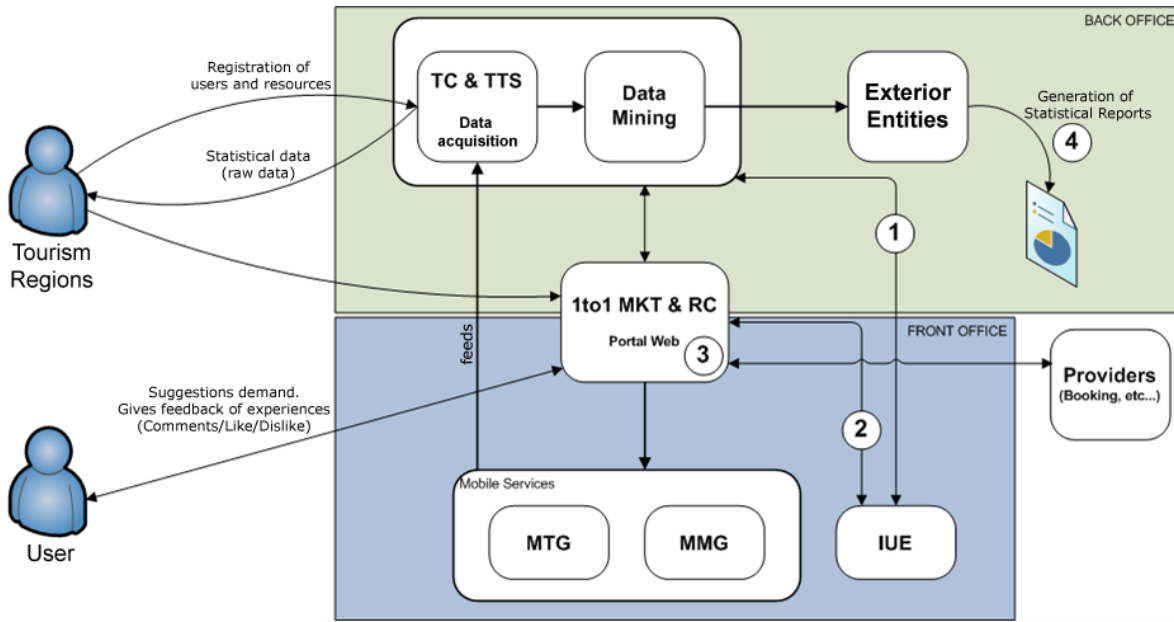 BACK OFFICE
Registration of
users and resources
TC & TTS
Data
acquisition
Data
Mining
Exterior
Entities
Generation of
Statistical Reports
4
Statistical data
(raw data)
Tourism
Regions
1
1to1 MKT & RC
Portal Web
3
FRONT OFFICE
feeds
Providers
(Booking, etc...)
Suggestions demand.
Gives feedback of experiences
(Comments/Like/Dislike)
2
User
Mobile Services
MTG
MMG
IUE